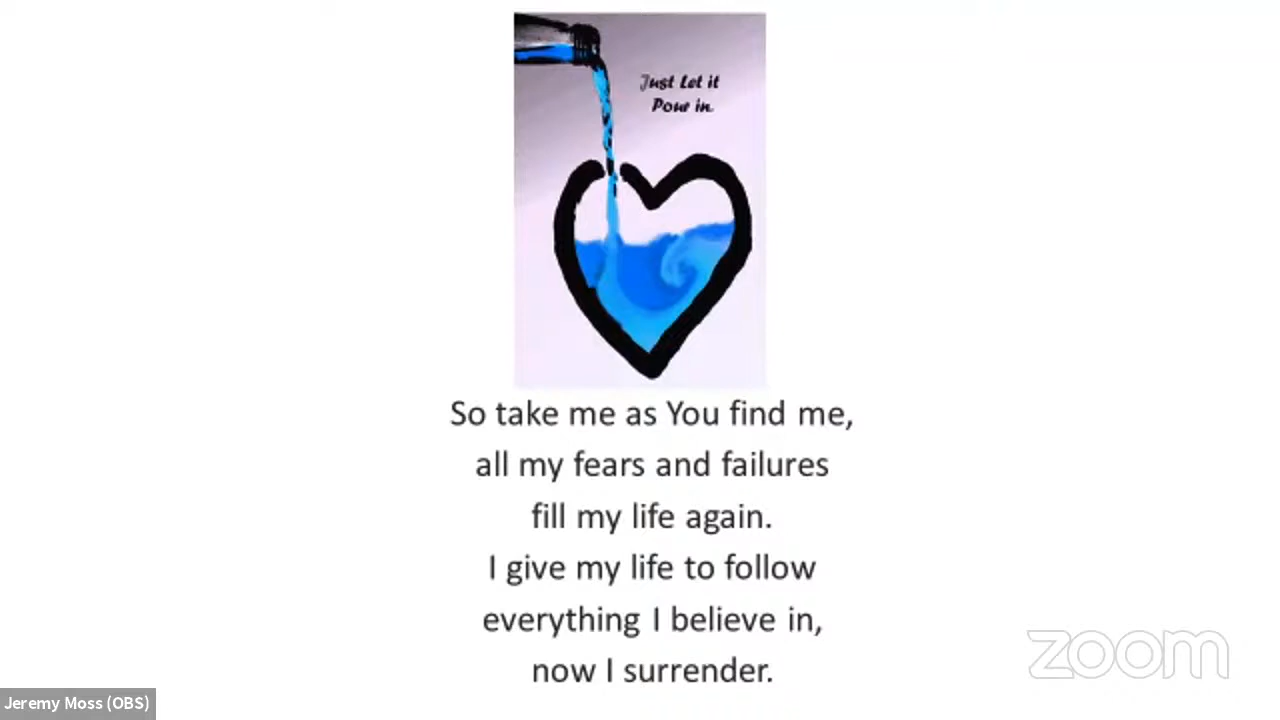 Just Let it
Pour in
So take me as You find me,
all my fears and failures
fill my life again.
I give my life to follow
everything I believe in,
now I surrender.
zoom
Jeremy Moss (OBS)